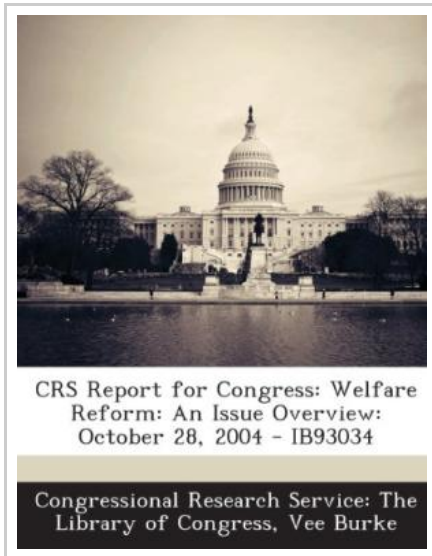 CRS Report for Congress: Welfare
Reform: An Issue Overview:
October 28, 2004 - IB93034
Congressional Research Service: The
Library of Congress, Vee Burke